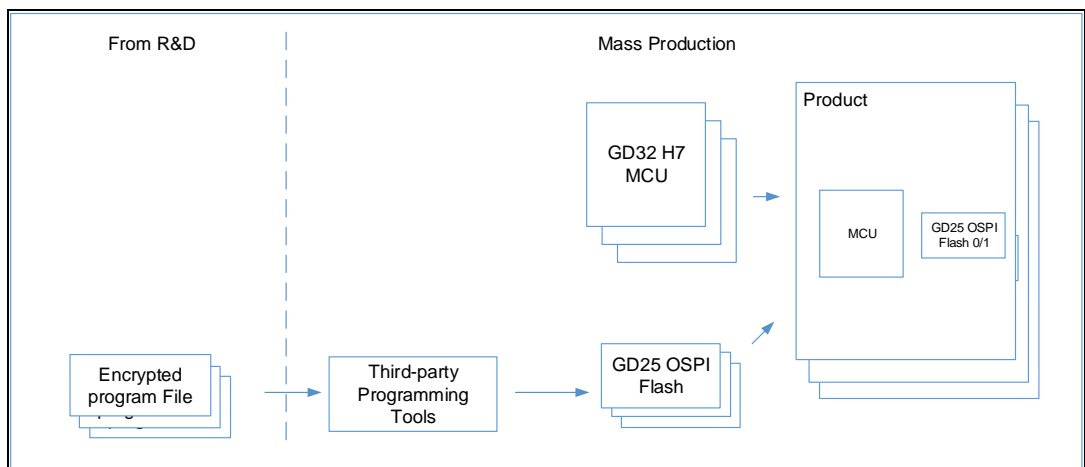 From R&D
Mass Production
Product
GD32 H7
MCU
MCU
GD25 OSPI
Flash 0/1
Encrypted
program File
Third-party
Programming
Tools
GD25 OSPI
Flash